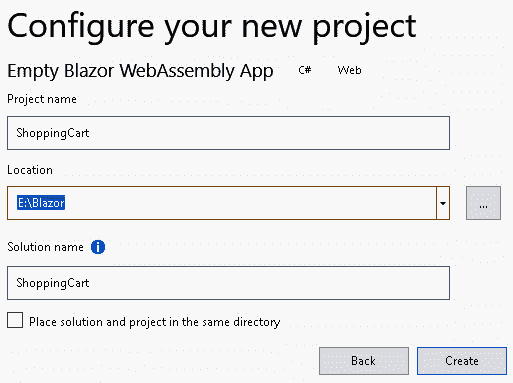 Configure your new project
Empty Blazor WebAssembly App C# Web
Project name
ShoppingCart
Location
E:\Blazor
...
Solution name i
ShoppingCart
Place solution and project in the same directory
Back Create